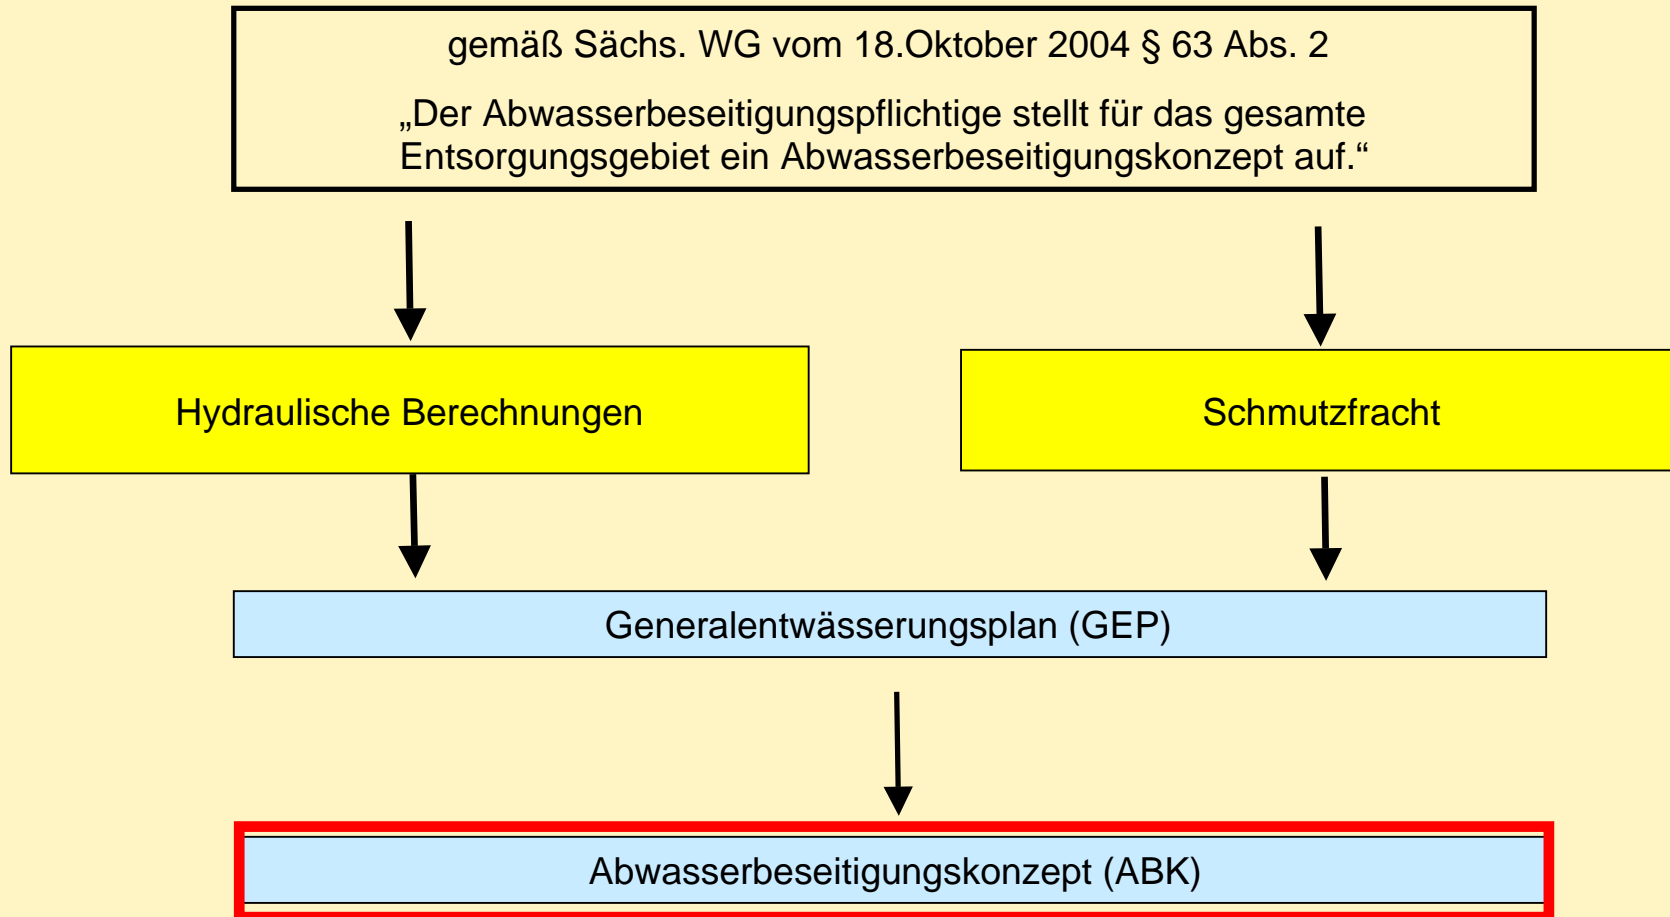 gemäß Sächs. WG vom 18.Oktober 2004 § 63 Abs. 2
„Der Abwasserbeseitigungspflichtige stellt für das gesamte
Entsorgungsgebiet ein Abwasserbeseitigungskonzept auf.“
Hydraulische Berechnungen
Schmutzfracht
Generalentwässerungsplan (GEP)
Abwasserbeseitigungskonzept (ABK)